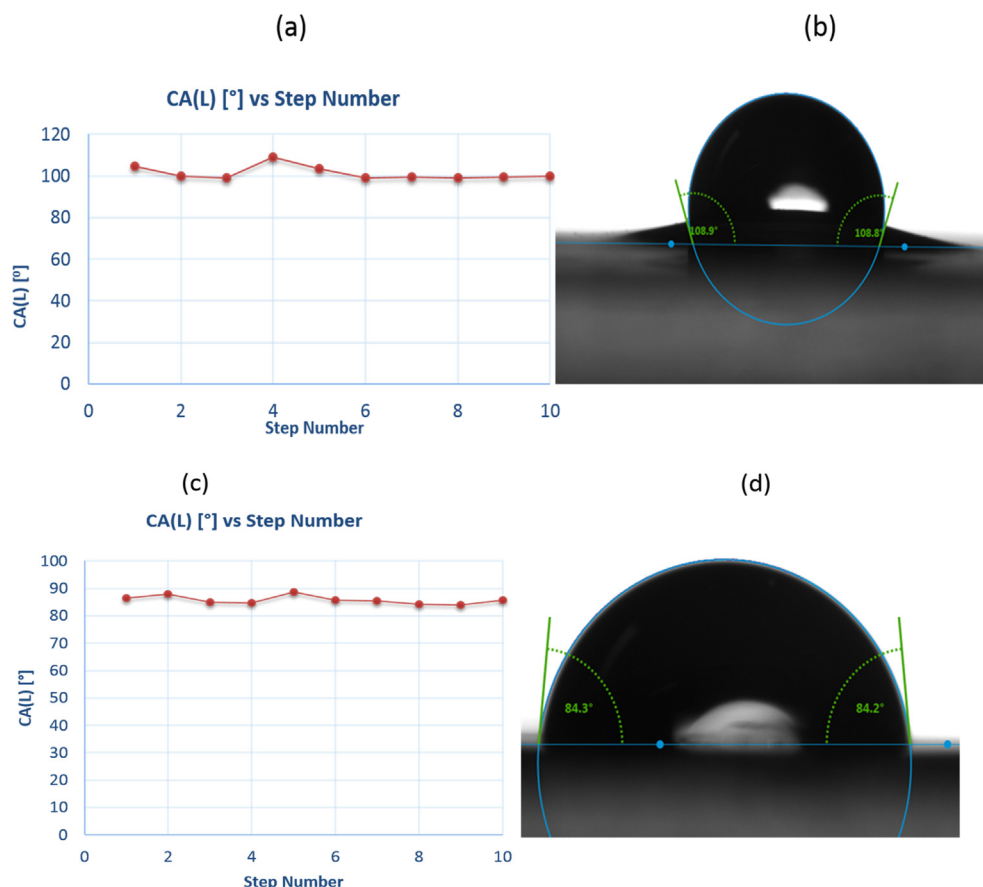 (a)
(b)
CA(L) [°] vs Step Number
120
100
80
60
40
20
0
CA(L) [º]
0 2 4 6 8 10
Step Number
108.9°
108.8°
(c)
(d)
CA(L) [°] vs Step Number
100
90
80
70
60
50
40
30
20
10
0
CA(L) [°]
0 2 4 6 8 10
Step Number
84.3°
84.2°